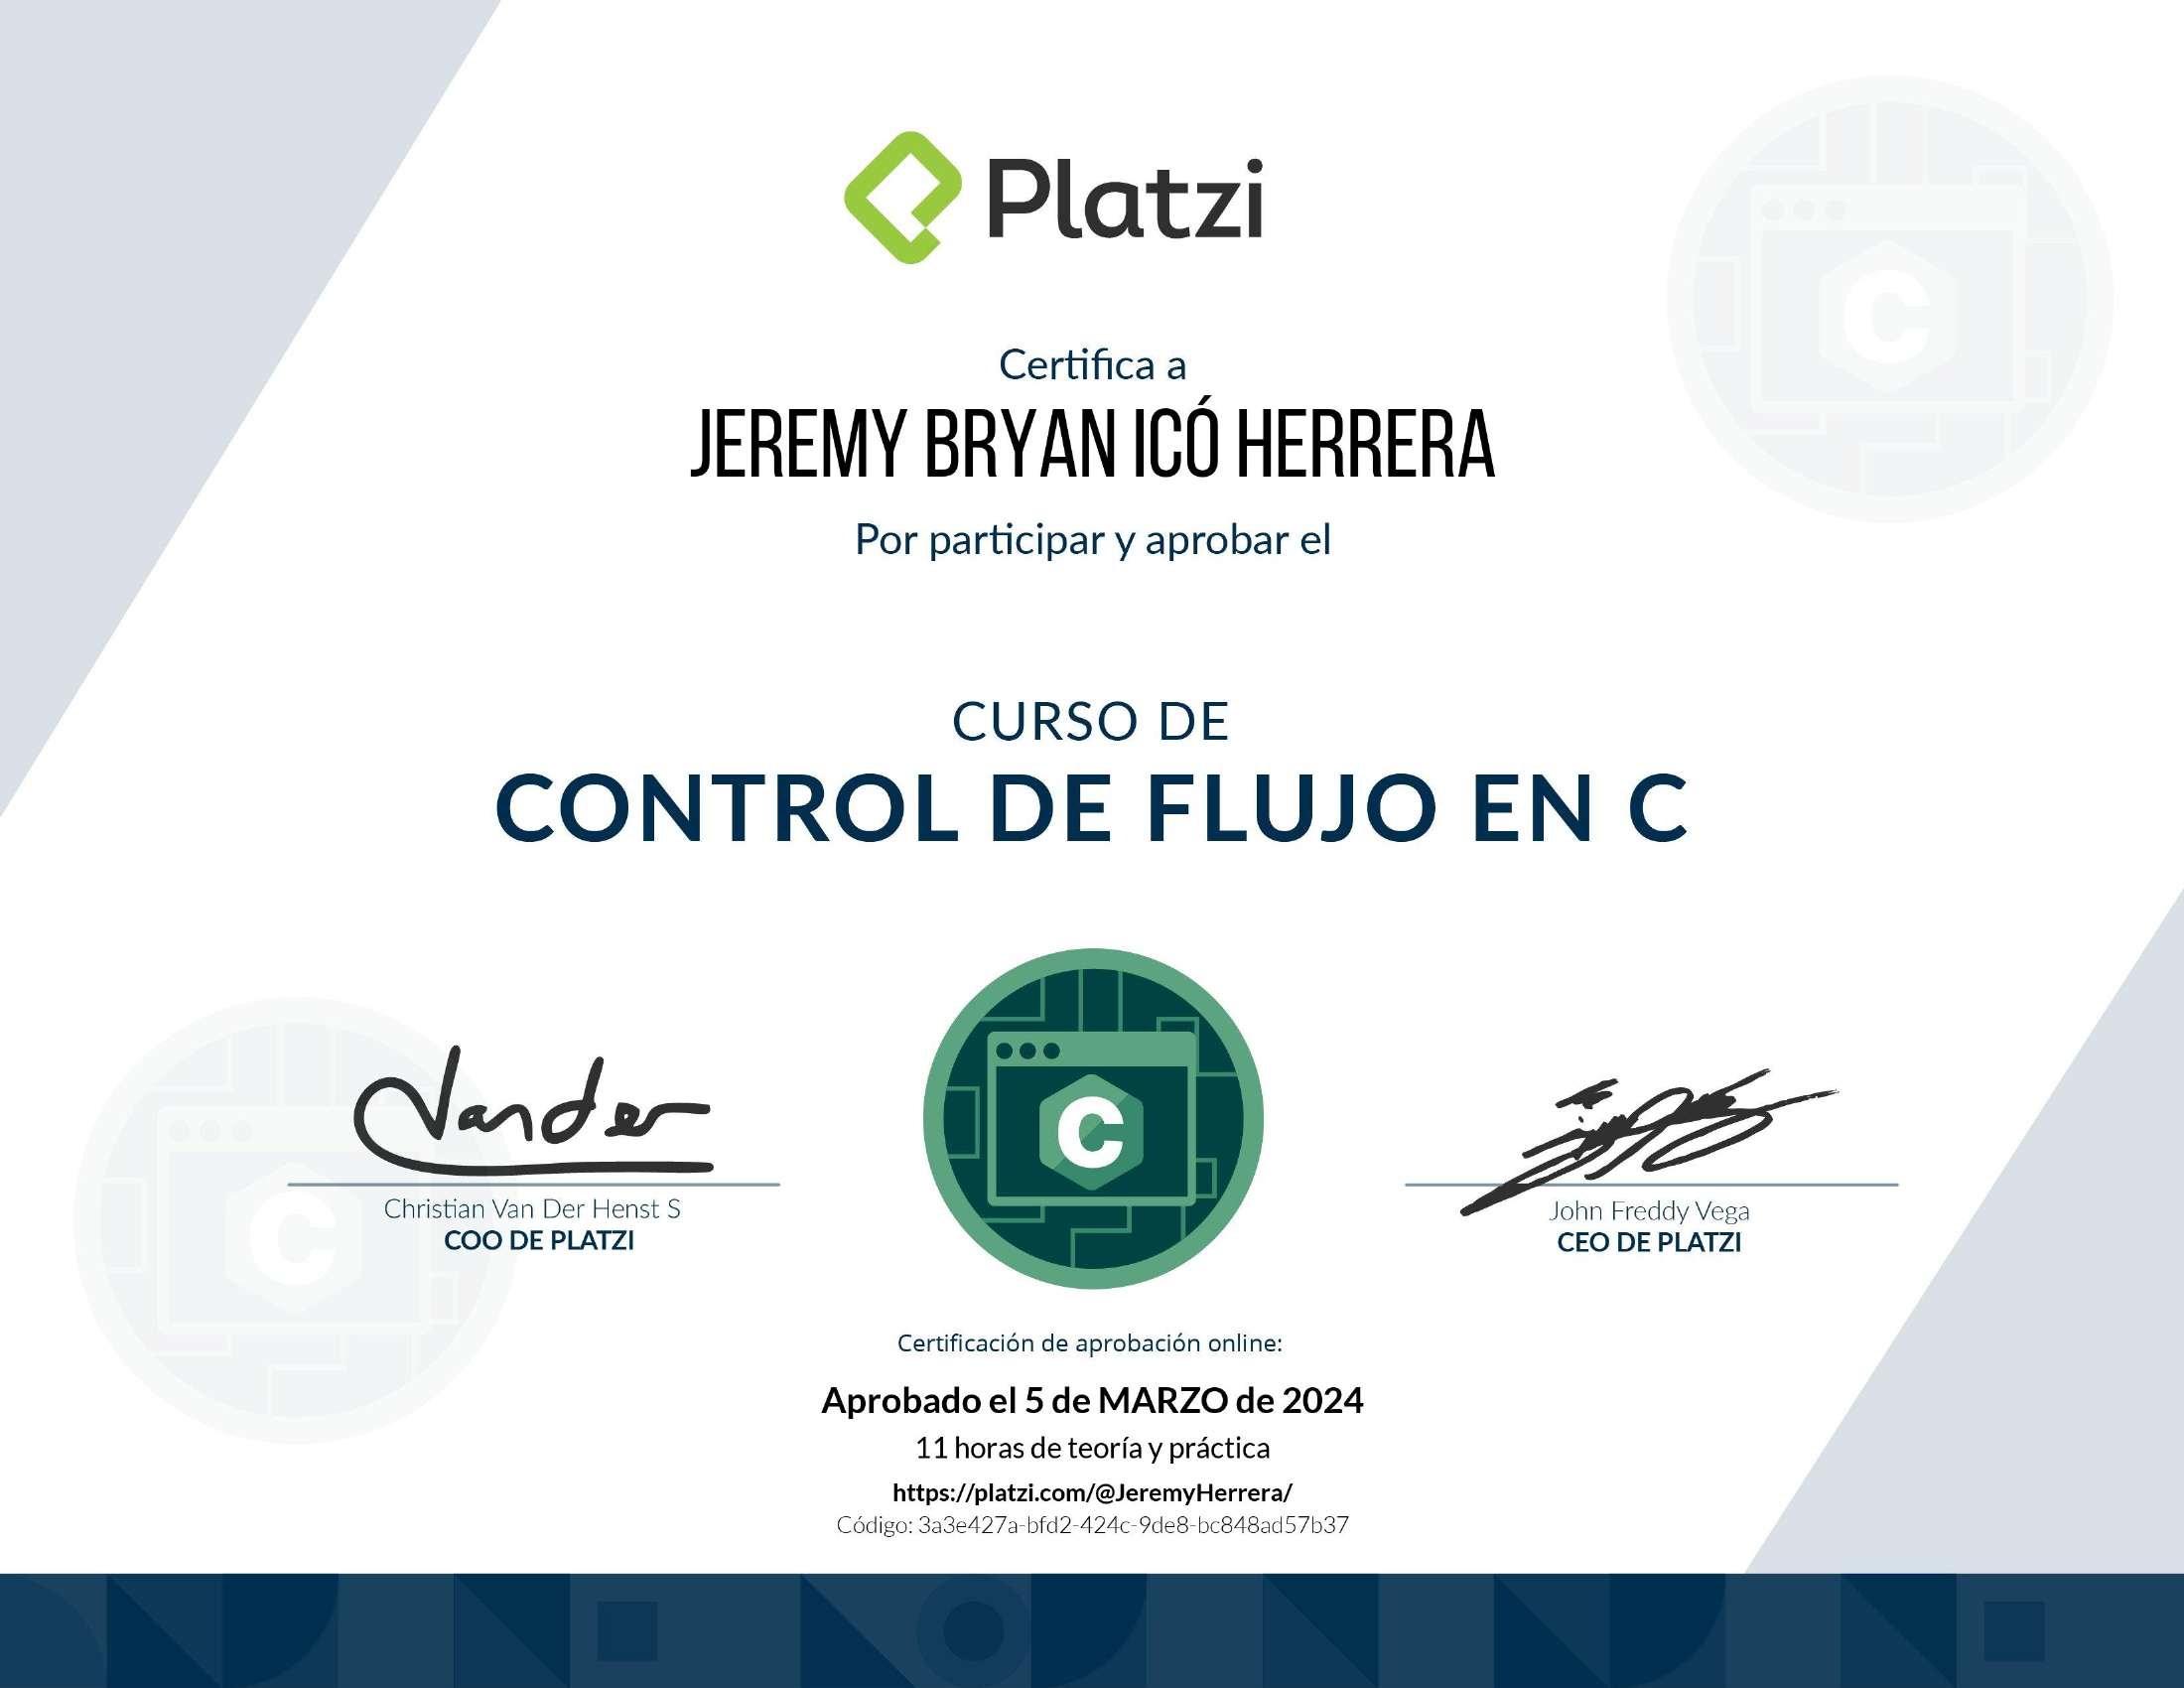 Platzi
Certifica a
JEREMY BRYAN ICÓ HERRERA
Por participar y aprobar el
CURSO DE
CONTROL DE FLUJO EN C
C
Vander
C
C
Christian Van Der Henst S
COO DE PLATZI
John Freddy Vega
CEO DE PLATZI
Certificación de aprobación online:
Aprobado el 5 de MARZO de 2024
11 horas de teoría y práctica
https://platzi.com/@JeremyHerrera/
Código: 3a3e427a-bfd2-424c-9de8-bc848ad57b37